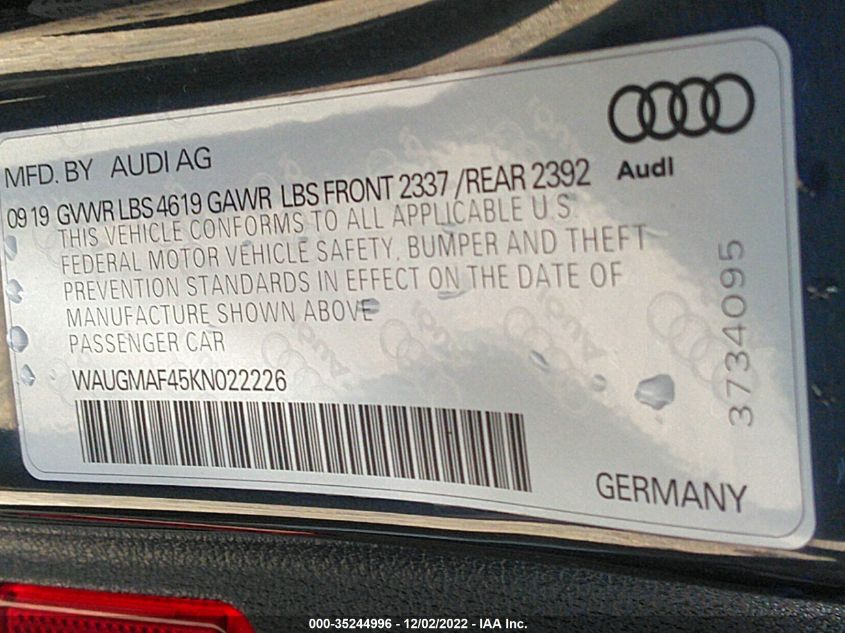 MFD. BY AUDI AG
Audi
09 19 GVWR LBS 4619 GAWR LBS FRONT 2337 /REAR 2392
THIS VEHICLE CONFORMS TO ALL APPLICABLE U.S.
FEDERAL MOTOR VEHICLE SAFETY, BUMPER AND THEFT
PREVENTION STANDARDS IN EFFECT ON THE DATE OF
MANUFACTURE SHOWN ABOVE
PASSENGER CAR
WAUGMAF45KN022226
3734095
GERMANY
000-35244996 - 12/02/2022 - IAA Inc.